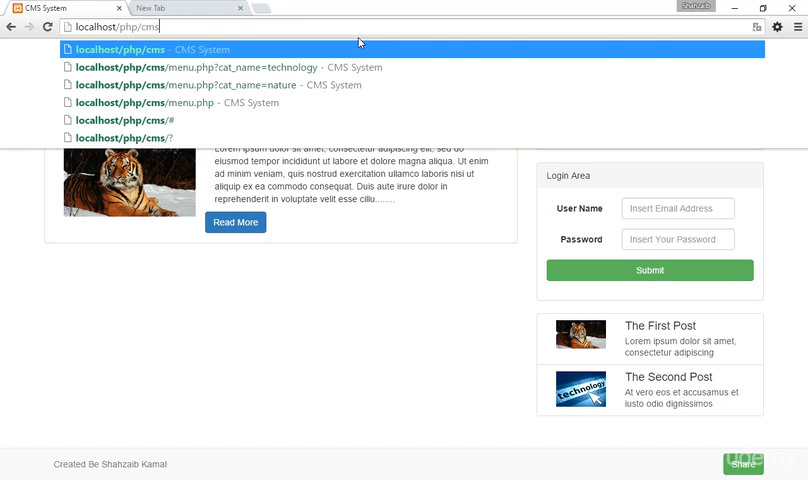 CMS System
New Tab
Shahzaib
localhost/php/cms
localhost/php/cms - CMS System
localhost/php/cms/menu.php?cat_name=technology - CMS System
localhost/php/cms/menu.php?cat_name=nature - CMS System
localhost/php/cms/menu.php - CMS System
localhost/php/cms/#
localhost/php/cms/?
Lorem ipsum dolor sit amet, consectetur adipiscing elit, sed do
eiusmod tempor incididunt ut labore et dolore magna aliqua. Ut enim
ad minim veniam, quis nostrud exercitation ullamco laboris nisi ut
aliquip ex ea commodo consequat. Duis aute irure dolor in
reprehenderit in voluptate velit esse cillu........
Read More
Login Area
User Name
Insert Email Address
Password
Insert Your Password
Submit
The First Post
Lorem ipsum dolor sit amet,
consectetur adipiscing
technology
The Second Post
At vero eos et accusamus et
iusto odio dignissimos
Created Be Shahzaib Kamal
Share
udemy